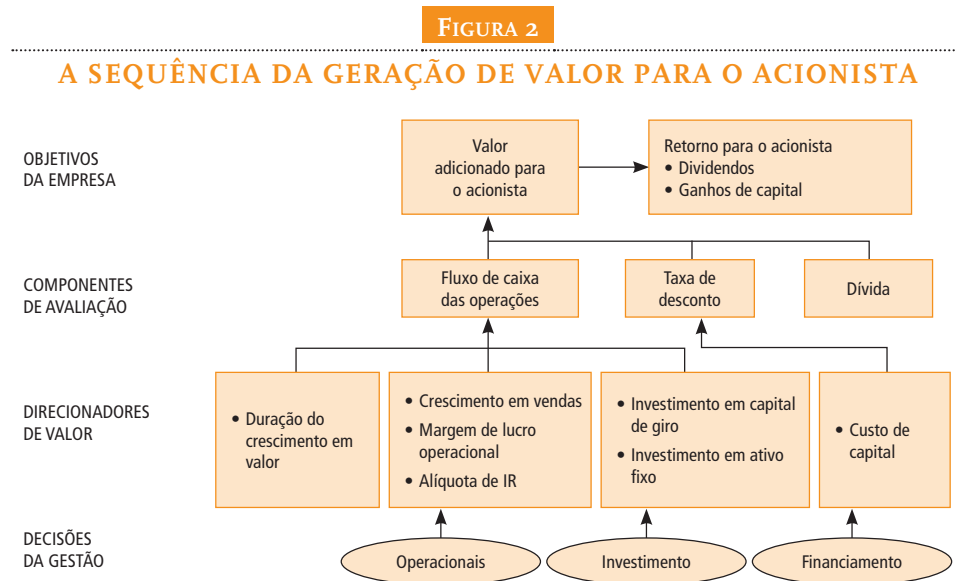 FIGURA 2
A SEQUÊNCIA DA GERAÇÃO DE VALOR PARA O ACIONISTA
OBJETIVOS
DA EMPRESA
Valor
adicionado para
o acionista
Retorno para o acionista
• Dividendos
• Ganhos de capital
COMPONENTES
DE AVALIAÇÃO
Fluxo de caixa
das operações
Taxa de
desconto
Dívida
DIRECIONADORES
DE VALOR
• Duração do
crescimento em
valor
• Crescimento em vendas
• Margem de lucro
operacional
• Alíquota de IR
• Investimento em capital
de giro
• Investimento em ativo
fixo
• Custo de
capital
DECISÕES
DA GESTÃO
Operacionais
Investimento
Financiamento